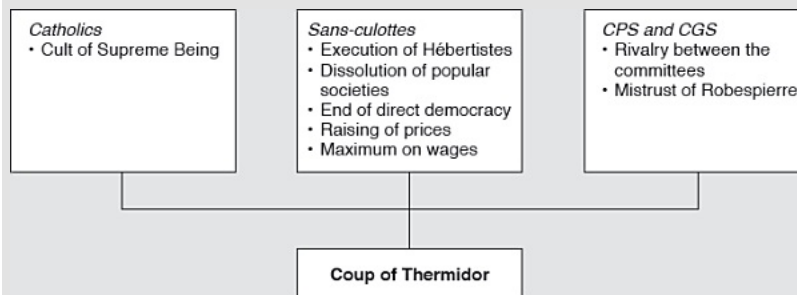 Catholics
• Cult of Supreme Being
Sans-culottes
• Execution of Hébertistes
• Dissolution of popular
societies
• End of direct democracy
• Raising of prices
• Maximum on wages
CPS and CGS
• Rivalry between the
committees
• Mistrust of Robespierre
Coup of Thermidor